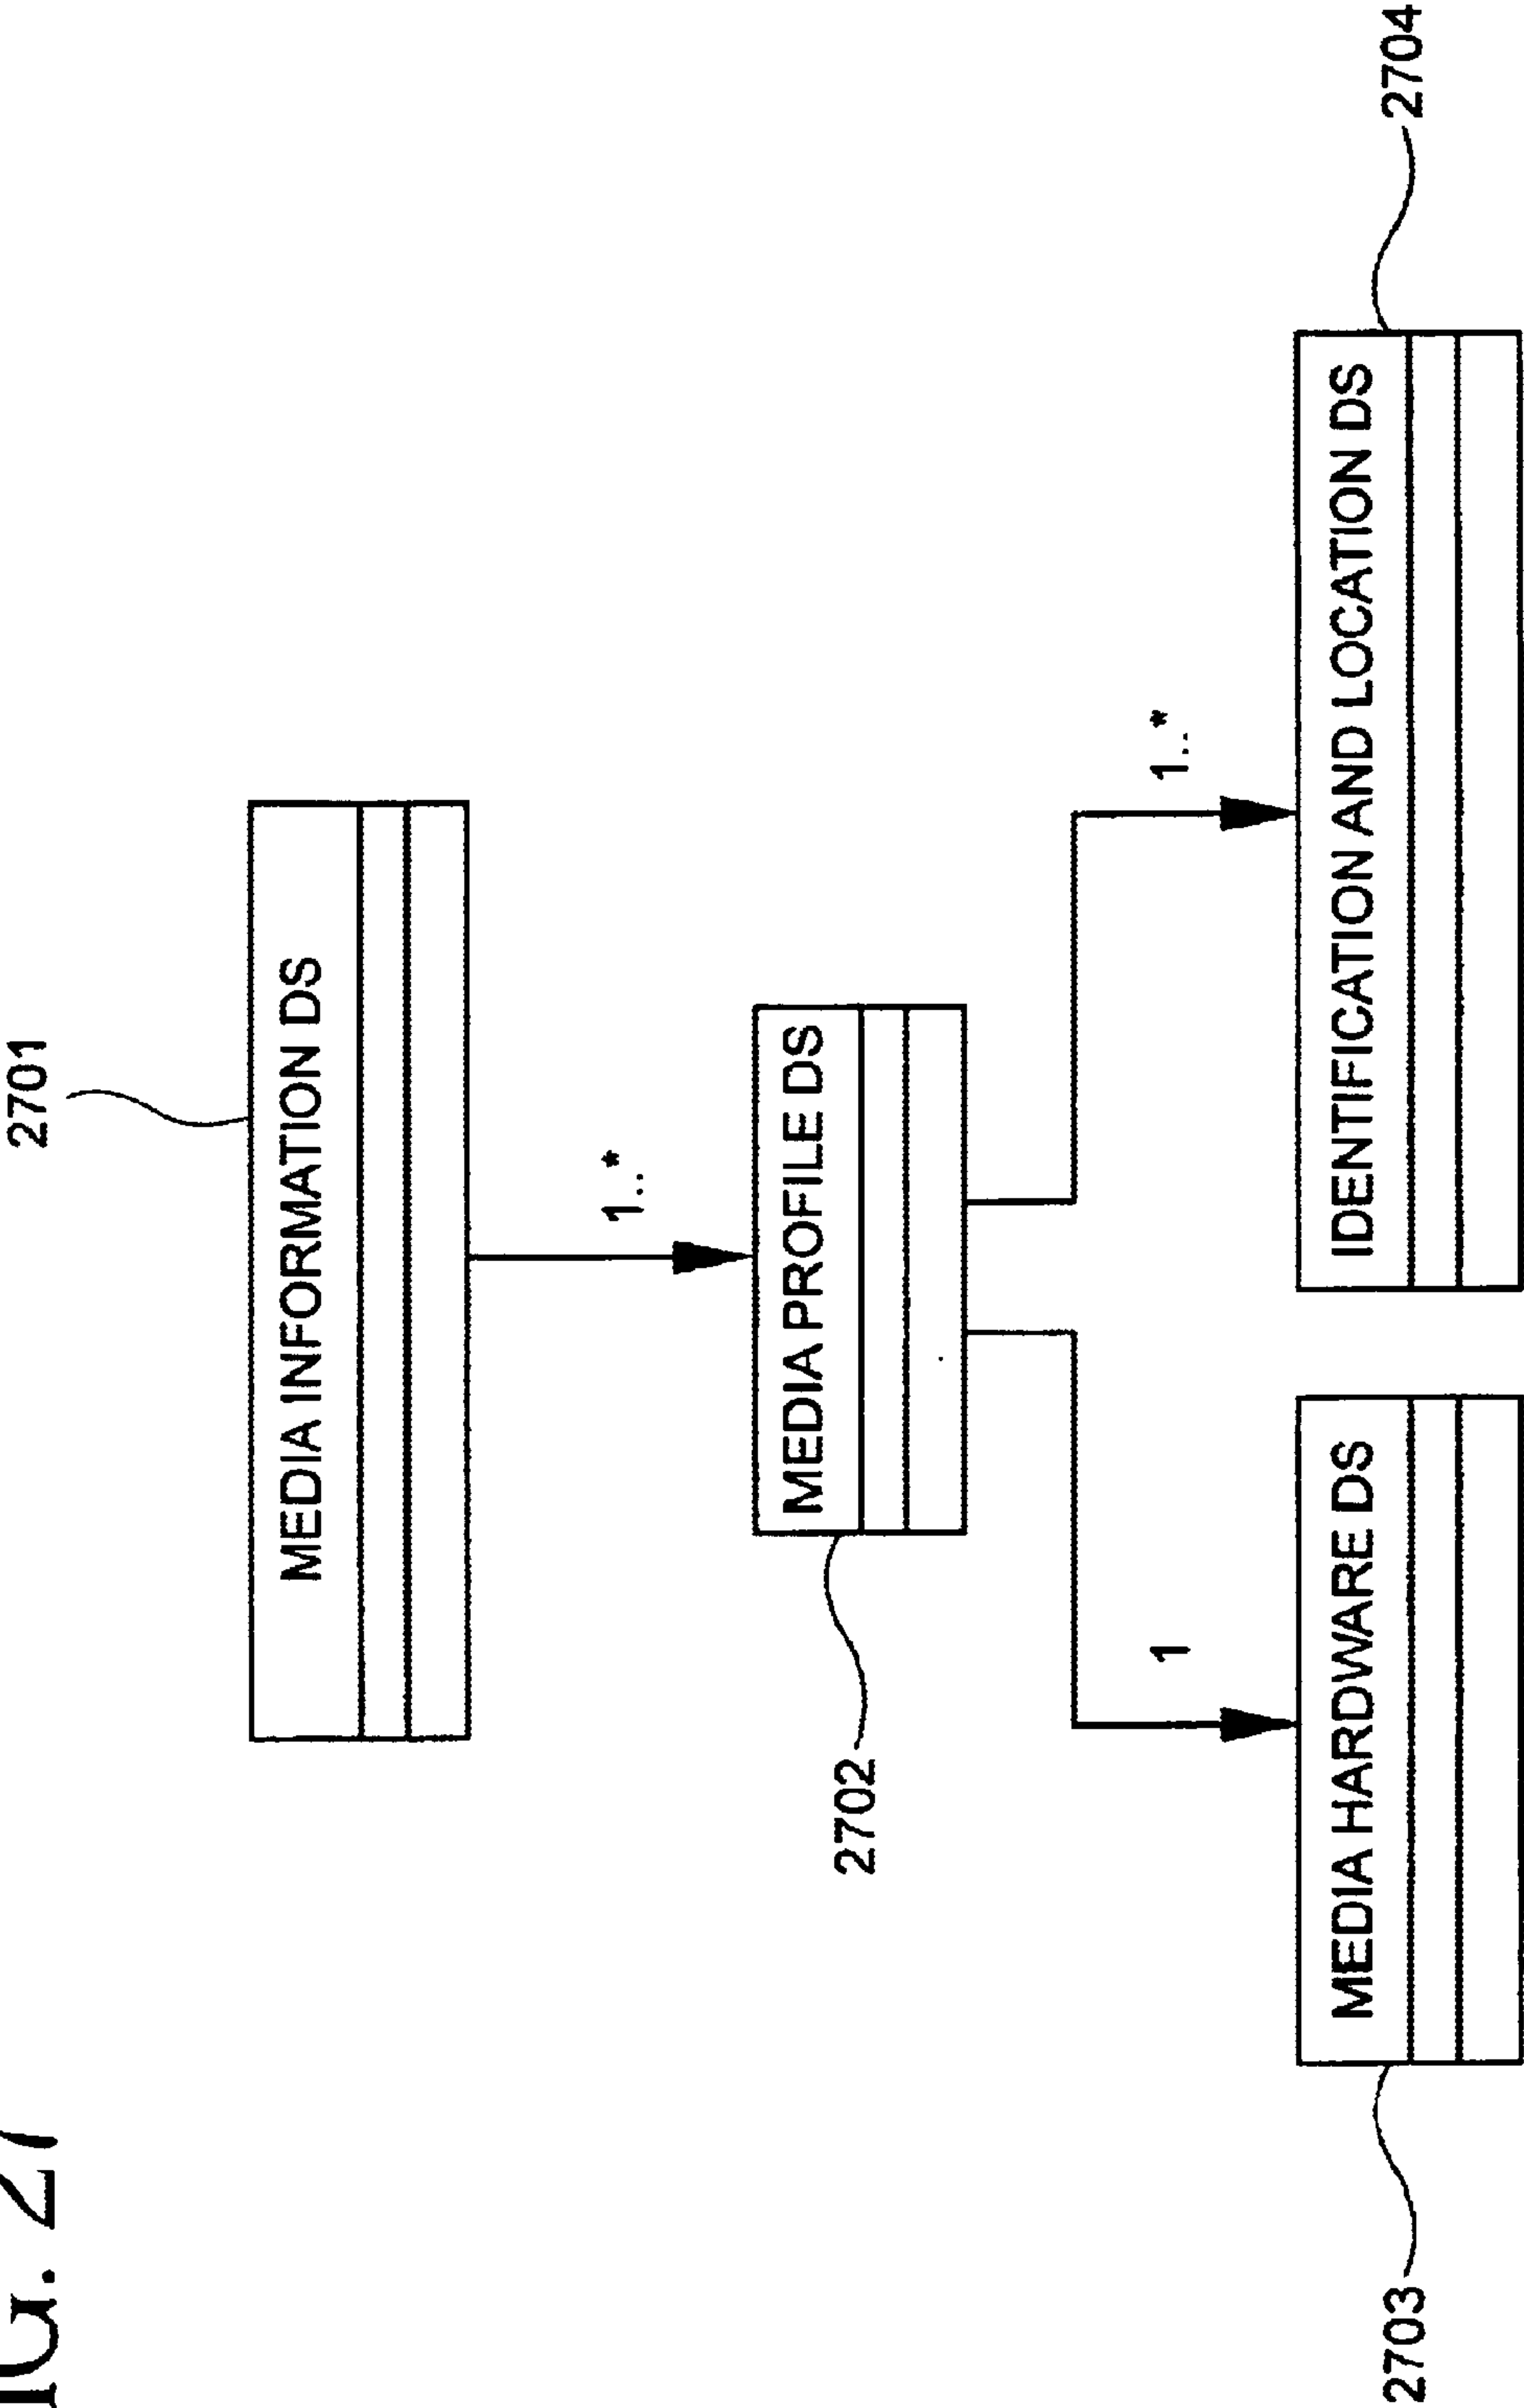 FIG. 27
2701
MEDIA INFORMATION DS
1..*
MEDIA PROFILE DS
2702
1
1..*
MEDIA HARDWARE DS
IDENTIFICATION AND LOCATION DS
2703
2704